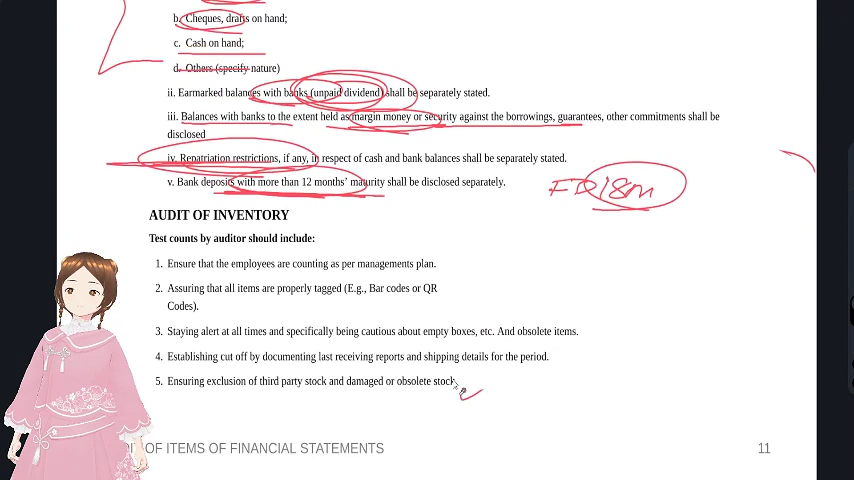 b. Cheques, drafts on hand;
c. Cash on hand;
d. Others (specify nature)
ii. Earmarked balances with banks (unpaid dividend) shall be separately stated.
iii. Balances with banks to the extent held as margin money or security against the borrowings, guarantees, other commitments shall be
disclosed
iv. Repatriation restrictions, if any, in respect of cash and bank balances shall be separately stated.
v. Bank deposits with more than 12 months’ maturity shall be disclosed separately.
FD 18m
AUDIT OF INVENTORY
Test counts by auditor should include:
1. Ensure that the employees are counting as per managements plan.
2. Assuring that all items are properly tagged (E.g., Bar codes or QR
Codes).
3. Staying alert at all times and specifically being cautious about empty boxes, etc. And obsolete items.
4. Establishing cut off by documenting last receiving reports and shipping details for the period.
5. Ensuring exclusion of third party stock and damaged or obsolete stock
OF ITEMS OF FINANCIAL STATEMENTS
11